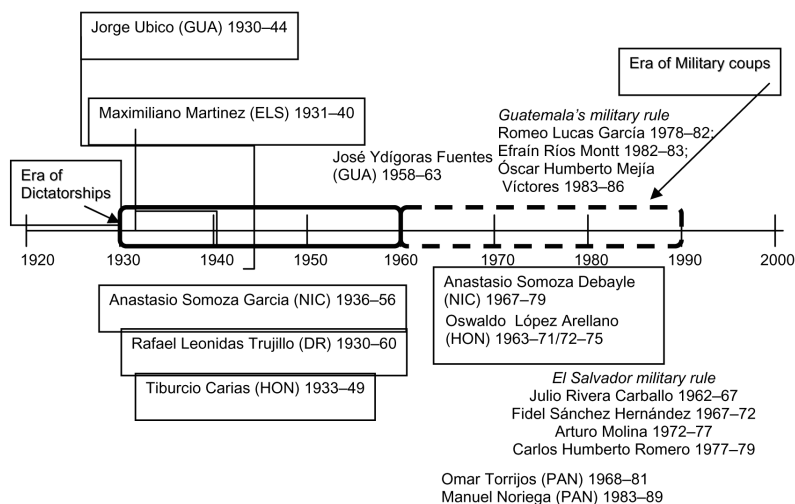 Jorge Ubico (GUA) 1930–44
Era of Military coups
Maximiliano Martinez (ELS) 1931–40
Guatemala’s military rule
Romeo Lucas García 1978–82;
Efraín Ríos Montt 1982–83;
Óscar Humberto Mejía
Víctores 1983–86
José Ydígoras Fuentes
(GUA) 1958–63
Era of
Dictatorships
1920 1930 1940 1950 1960 1970 1980 1990 2000
Anastasio Somoza Garcia (NIC) 1936–56
Rafael Leonidas Trujillo (DR) 1930–60
Tiburcio Carias (HON) 1933–49
Anastasio Somoza Debayle
(NIC) 1967–79
Oswaldo López Arellano
(HON) 1963–71/72–75
El Salvador military rule
Julio Rivera Carballo 1962–67
Fidel Sánchez Hernández 1967–72
Arturo Molina 1972–77
Carlos Humberto Romero 1977–79
Omar Torrijos (PAN) 1968–81
Manuel Noriega (PAN) 1983–89